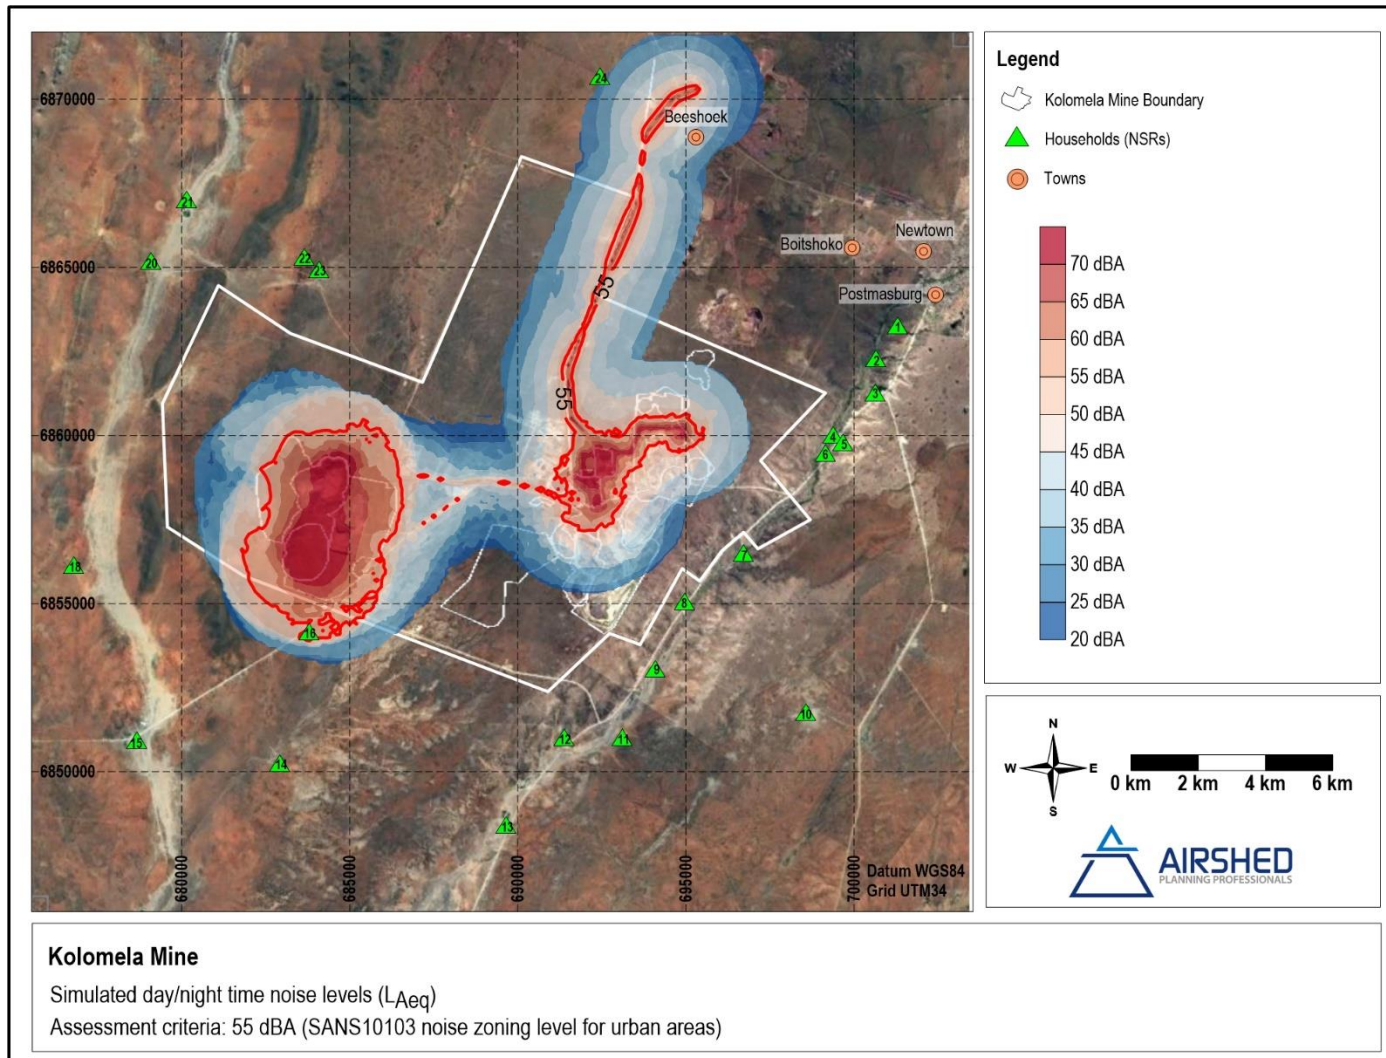 24
6870000
Beeshoek
21
Boitshoko
Newtown
20
22
23
6865000
55
Postmasburg
1
2
55
3
6860000
4
5
6
18
7
6855000
8
16
9
10
15
12
11
14
6850000
13
680000
685000
690000
695000
700000
Datum WGS84
Grid UTM34
Legend
Kolomela Mine Boundary
Households (NSRs)
Towns
70 dBA
65 dBA
60 dBA
55 dBA
50 dBA
45 dBA
40 dBA
35 dBA
30 dBA
25 dBA
20 dBA
N
W E
S
0 km 2 km 4 km 6 km
AIRSHED
PLANNING PROFESSIONALS
Kolomela Mine
Simulated day/night time noise levels (LAeq)
Assessment criteria: 55 dBA (SANS10103 noise zoning level for urban areas)